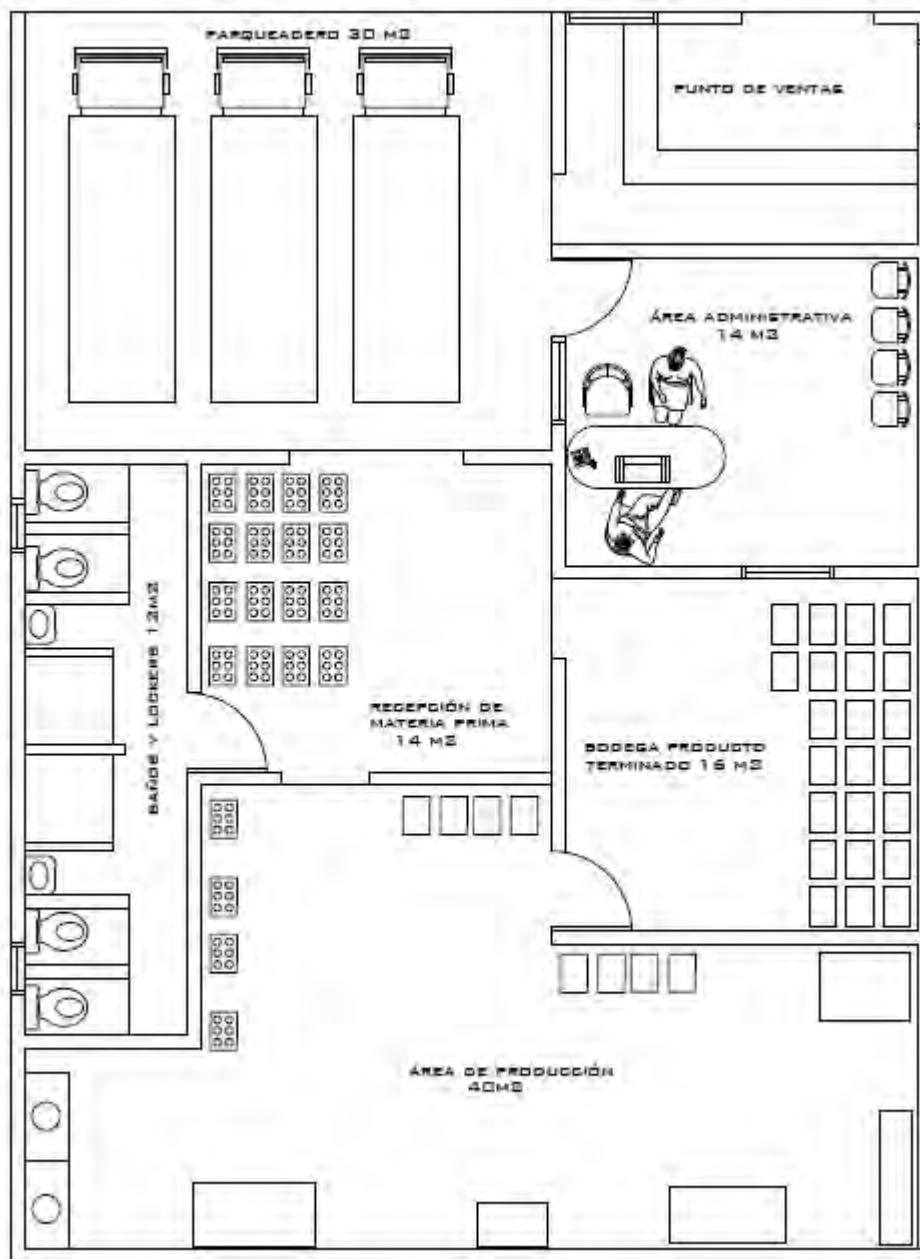 PARQUEADERO 30 M2
PUNTO DE VENTAS
ÁREA ADMINISTRATIVA
14 M2
BAÑOS Y LOCKERS 12M2
RECEPCIÓN DE
MATERIA PRIMA
14 M2
BODEGA PRODUCTO
TERMINADO 16 M2
ÁREA DE PRODUCCIÓN
40M2